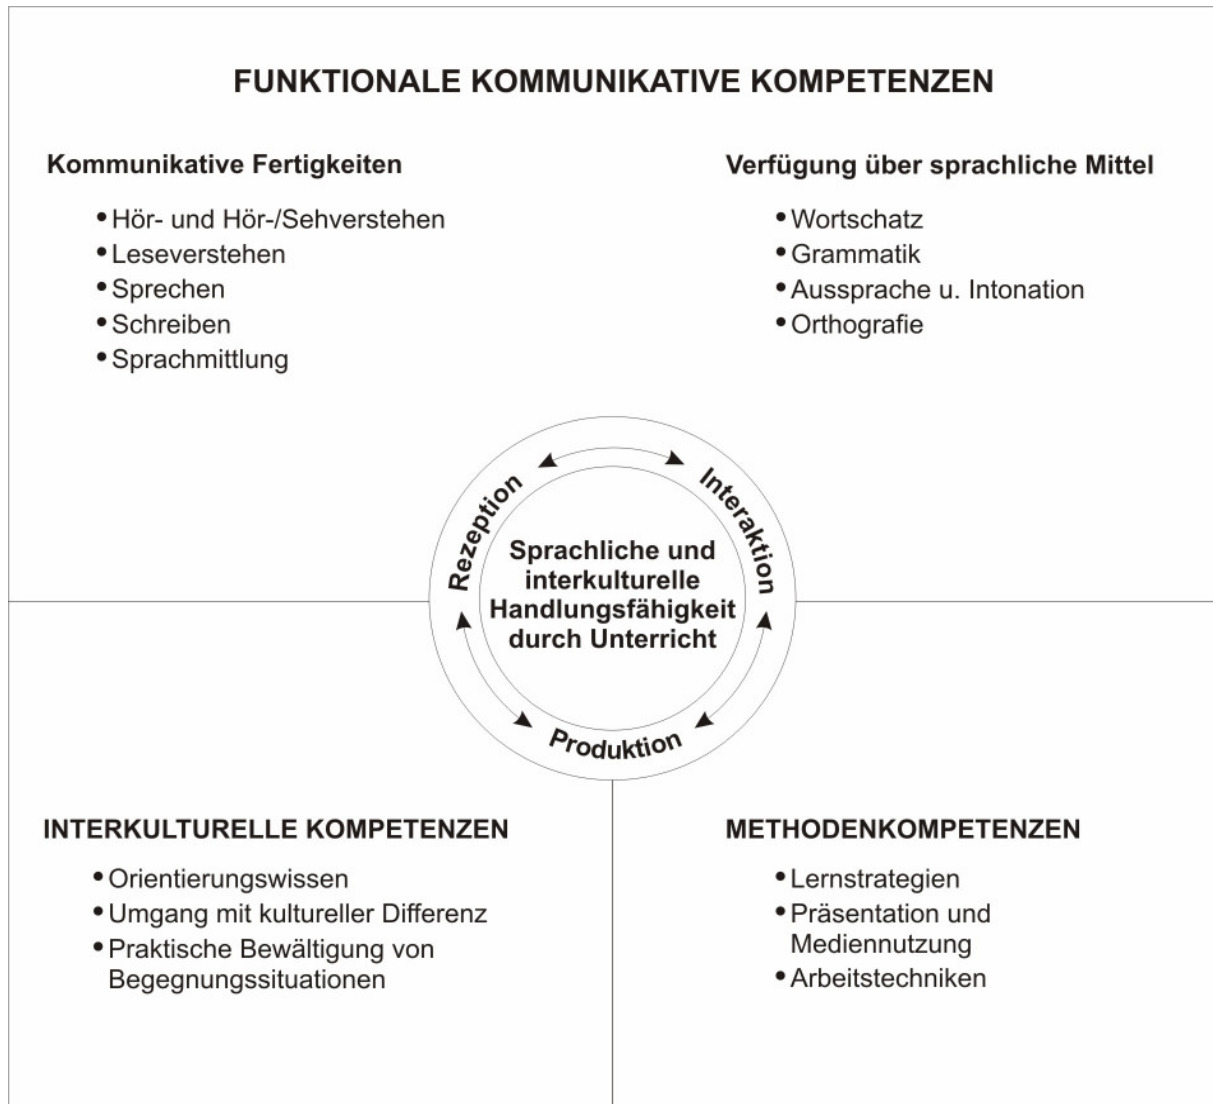 FUNKTIONALE KOMMUNIKATIVE KOMPETENZEN
Kommunikative Fertigkeiten
• Hör- und Hör-/Sehverstehen
• Leseverstehen
• Sprechen
• Schreiben
• Sprachmittlung
Verfügung über sprachliche Mittel
• Wortschatz
• Grammatik
• Aussprache u. Intonation
• Orthografie
Rezeption
Interaktion
Sprachliche und
interkulturelle
Handlungsfähigkeit
durch Unterricht
Produktion
INTERKULTURELLE KOMPETENZEN
• Orientierungswissen
• Umgang mit kultureller Differenz
• Praktische Bewältigung von
Begegnungssituationen
METHODENKOMPETENZEN
• Lernstrategien
• Präsentation und
Mediennutzung
• Arbeitstechniken